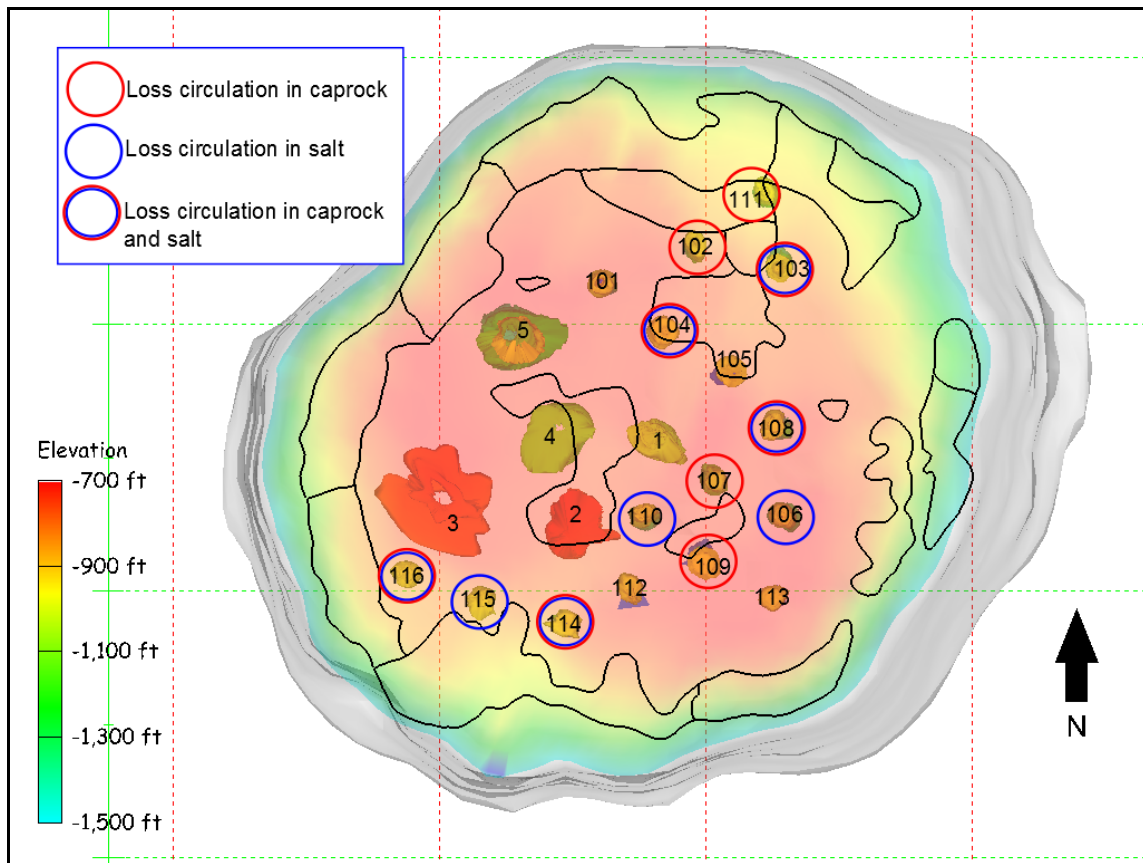 Loss circulation in caprock
Loss circulation in salt
Loss circulation in caprock
and salt
111
102
103
101
104
5
105
108
4
1
107
Elevation
-700 ft
3
2
110
106
-900 ft
109
116
112
113
115
114
-1,100 ft
-1,300 ft
N
-1,500 ft